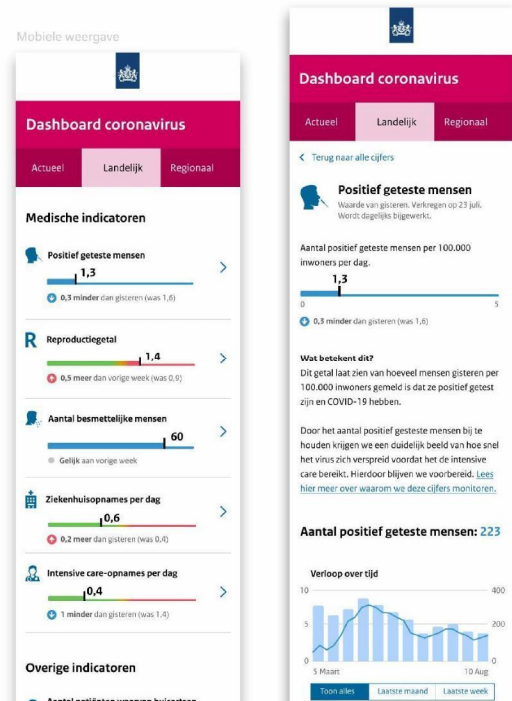 Mobiele weergave
Dashboard coronavirus
Actueel Landelijk Regionaal
Medische indicatoren
Positief geteste mensen
1,3
0,3 minder dan gisteren (was 1,6)
R Reproductiegetal
1,4
0,5 meer dan vorige week (was 0,9)
Aantal besmettelijke mensen
60
Gelijk aan vorige week
Ziekenhuisopnames per dag
0,6
0,2 meer dan gisteren (was 0,4)
Intensive care-opnames per dag
0,4
1 minder dan gisteren (was 1,4)
Overige indicatoren
Dashboard coronavirus
Actueel Landelijk Regionaal
Terug naar alle cijfers
Positief geteste mensen
Waarde van gisteren. Verkregen op 23 juli.
Wordt dagelijks bijgewerkt.
Aantal positief geteste mensen per 100.000
inwoners per dag.
1,3
0 5
0,3 minder dan gisteren (was 1,6)
Wat betekent dit?
Dit getal laat zien van hoeveel mensen gisteren per
100.000 inwoners gemeld is dat ze positief getest
zijn en COVID-19 hebben.
Door het aantal positief gesteste mensen bij te
houden krijgen we een duidelijk beeld van hoe snel
het virus zich verspreid voordat het de intensive
care bereikt. Hierdoor blijven we voorbereid. Lees
hier meer over waarom we deze cijfers monitoren.
Aantal positief geteste mensen: 223
Verloop over tijd
10 400
5 200
0 0
5 Maart 10 Aug
Toon alles Laatste maand Laatste week